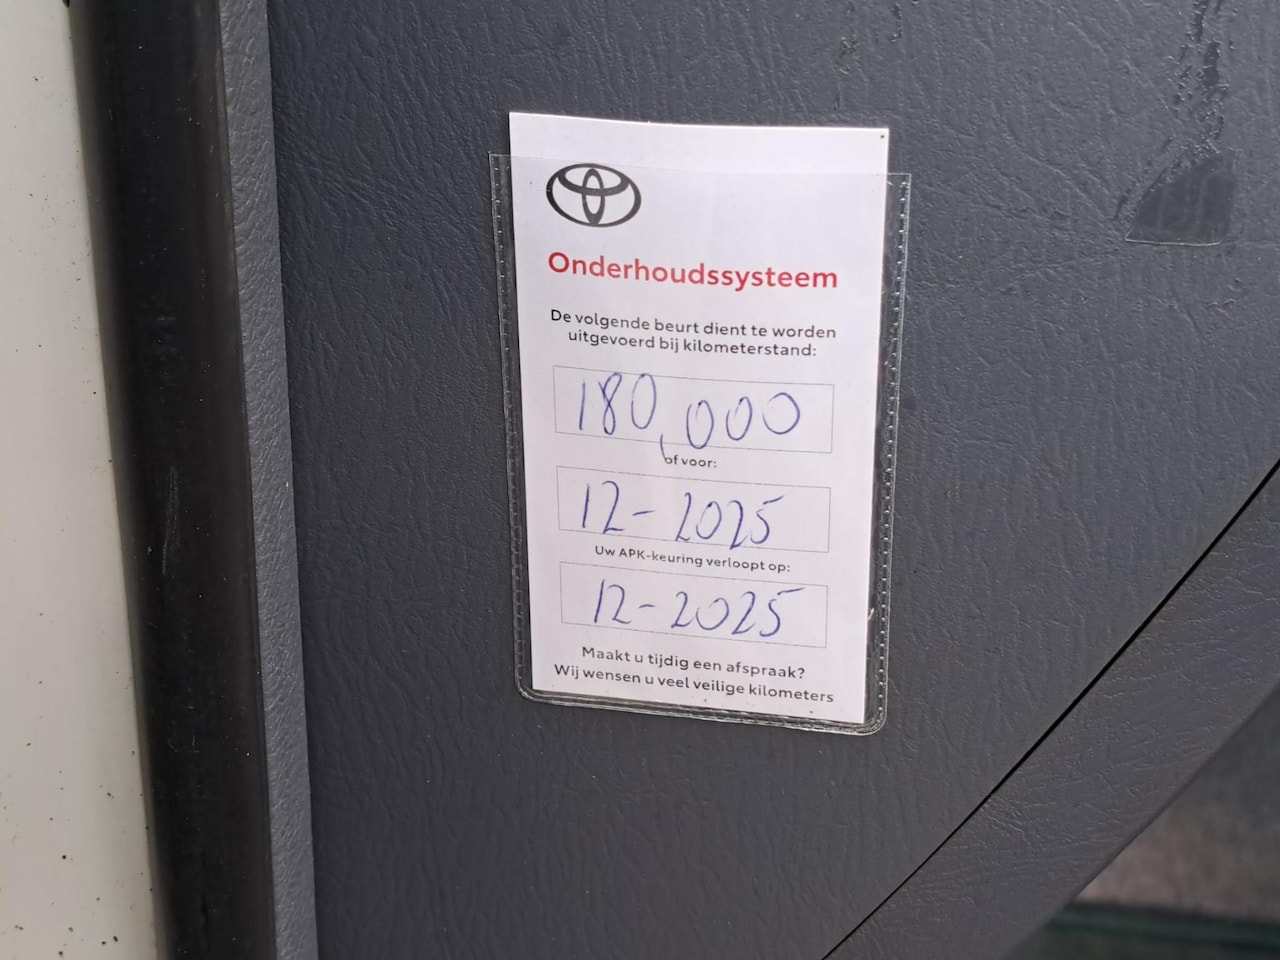 Onderhoudssysteem
De volgende beurt dient te worden
uitgevoerd bij kilometerstand:
180,000
of voor:
12-2025
Uw APK-keuring verloopt op:
12-2025
Maakt u tijdig een afspraak?
Wij wensen u veel veilige kilometers